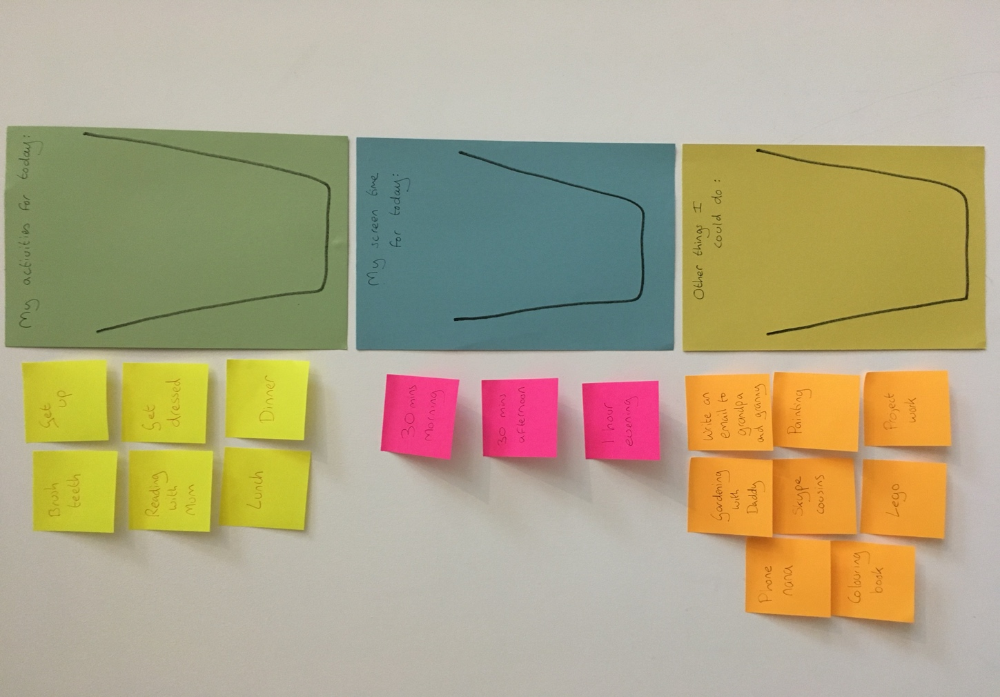 My activities for today:
Get
up
Get
dressed
Dinner
Brush
teeth
Reading
with
Mum
Lunch
My screen time
for today:
30 mins
Morning
30 mins
afternoon
1 hour
evening
Other things I
could do:
Write an
email to
grandpa
and granny
Painting
Project
work
Gardening
with
Daddy
Skype
cousins
Lego
Phone
nana
Colouring
book